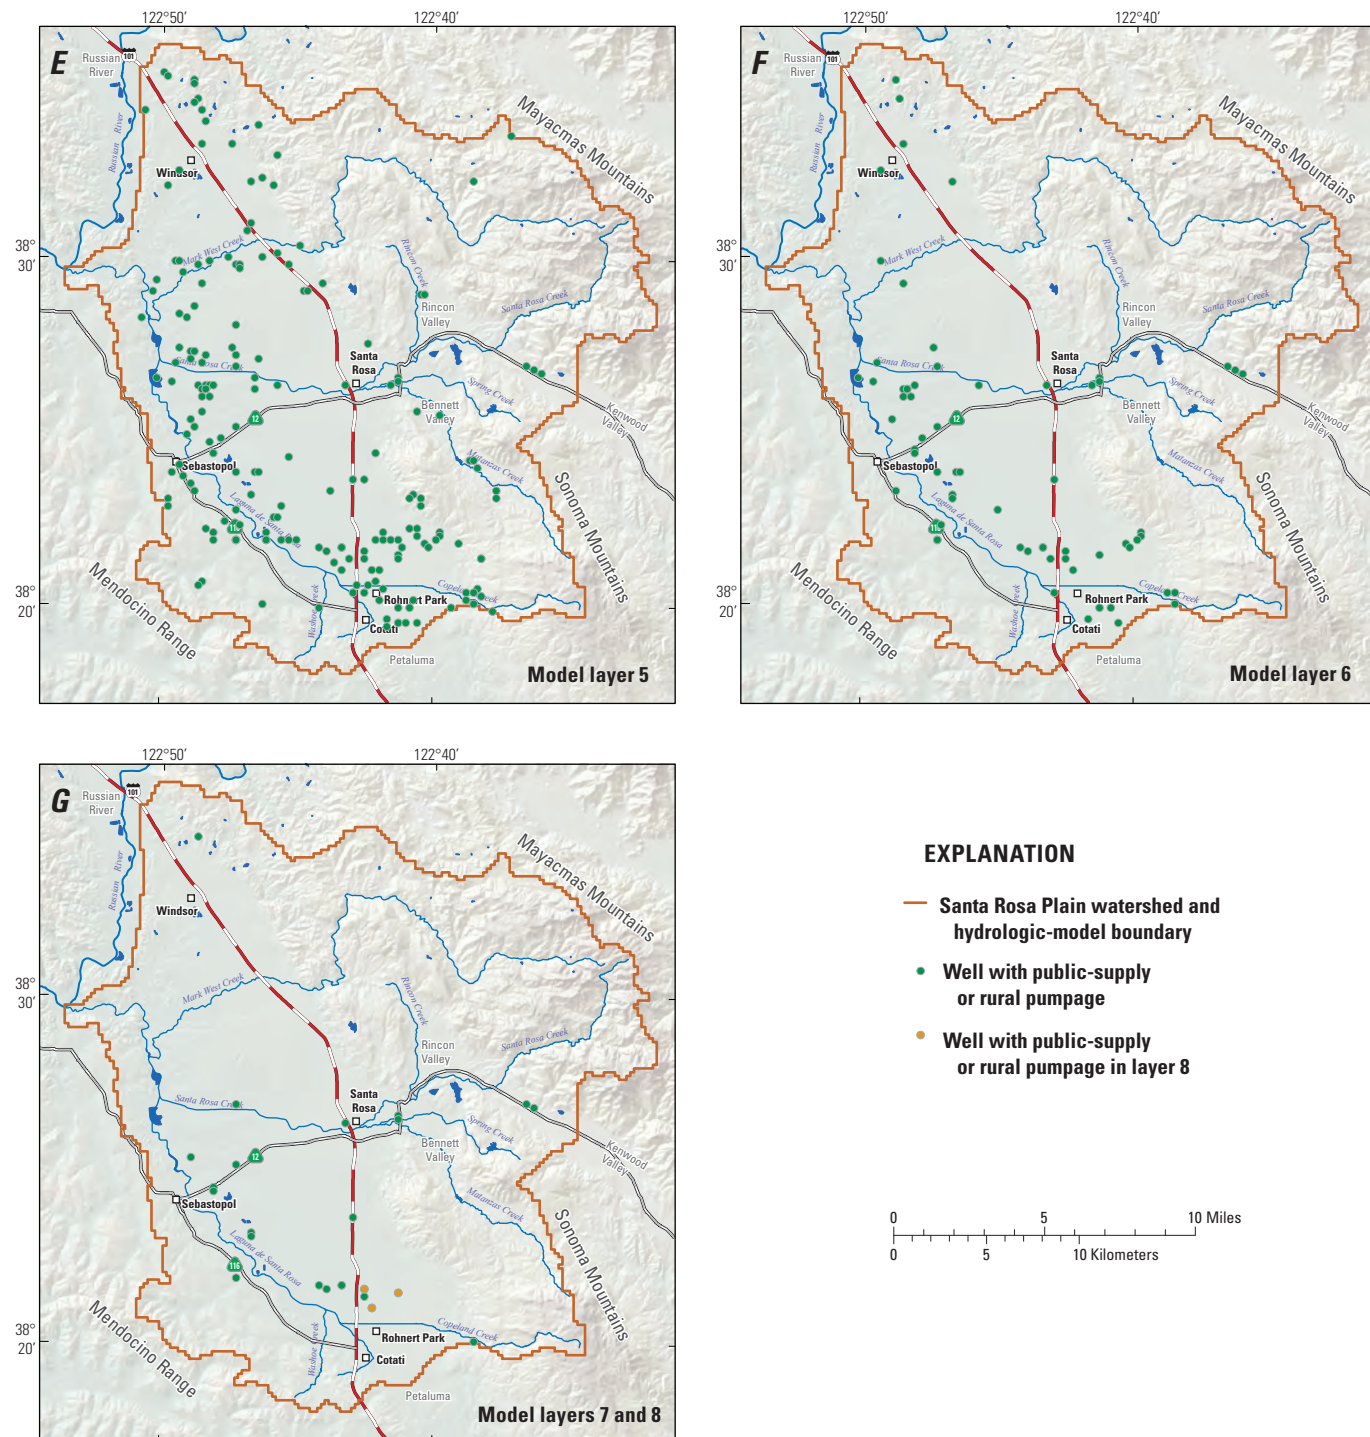 122°50′
122°40′
E
Russian
River
101
Russian River
Mayacmas Mountains
Windsor
38°
30′
Mark West Creek
Rincon Creek
Rincon
Valley
Santa Rosa Creek
Santa Rosa Creek
Santa
Rosa
Spring Creek
Bennett
Valley
12
Kenwood
Valley
Sebastopol
Matanzas Creek
Laguna de Santa Rosa
Sonoma Mountains
116
Mendocino Range
Washoe Creek
Copeland Creek
38°
20′
Rohnert Park
Cotati
Petaluma
Model layer 5
122°50′
122°40′
F
Russian
River
101
Russian River
Mayacmas Mountains
Windsor
38°
30′
Mark West Creek
Rincon Creek
Rincon
Valley
Santa Rosa Creek
Santa Rosa Creek
Santa
Rosa
Spring Creek
Bennett
Valley
12
Kenwood
Valley
Sebastopol
Matanzas Creek
Laguna de Santa Rosa
Sonoma Mountains
116
Mendocino Range
Washoe Creek
Copeland Creek
38°
20′
Rohnert Park
Cotati
Petaluma
Model layer 6
122°50′
122°40′
G
Russian
River
101
Russian River
Mayacmas Mountains
Windsor
38°
30′
Mark West Creek
Rincon Creek
Rincon
Valley
Santa Rosa Creek
Santa Rosa Creek
Santa
Rosa
Spring Creek
Bennett
Valley
12
Kenwood
Valley
Sebastopol
Matanzas Creek
Laguna de Santa Rosa
Sonoma Mountains
116
Mendocino Range
Washoe Creek
Copeland Creek
38°
20′
Rohnert Park
Cotati
Petaluma
Model layers 7 and 8
EXPLANATION
Santa Rosa Plain watershed and
hydrologic-model boundary
Well with public-supply
or rural pumpage
Well with public-supply
or rural pumpage in layer 8
0 5 10 Miles
0 5 10 Kilometers